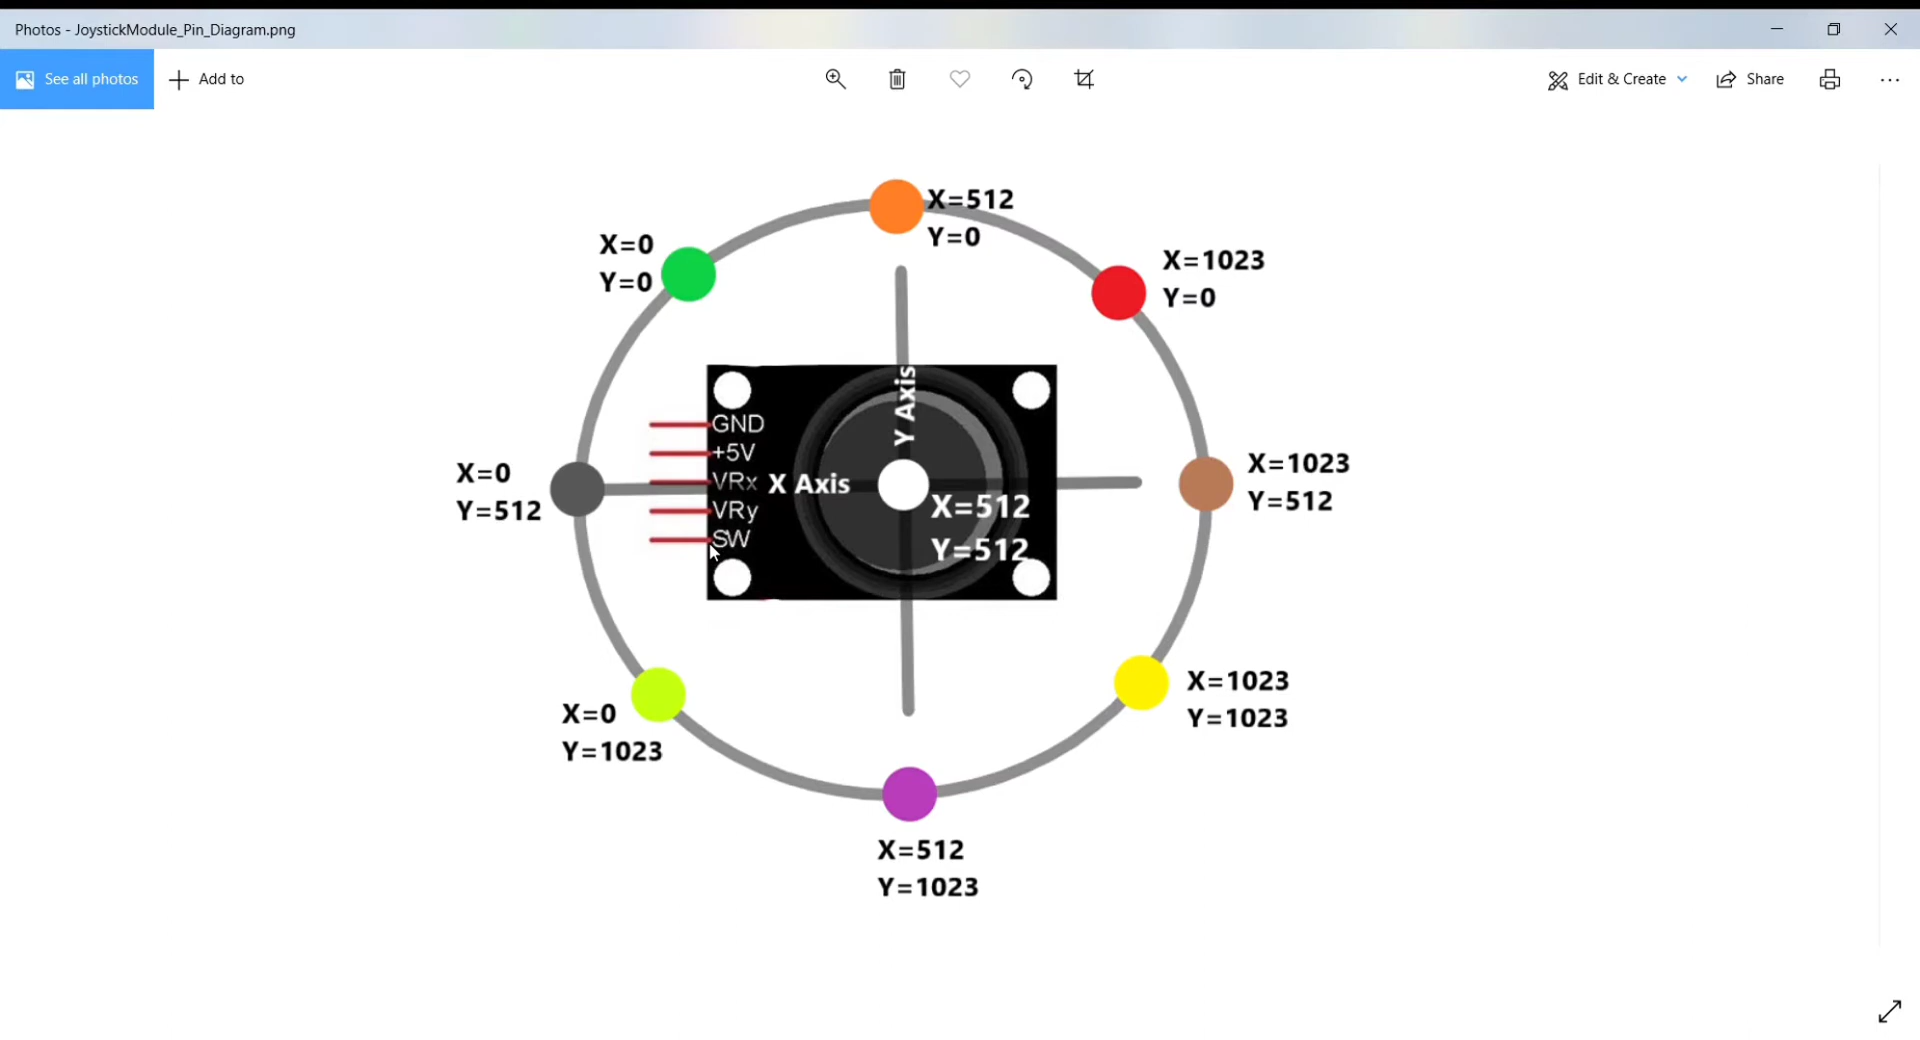 Photos - JoystickModule_Pin_Diagram.png
See all photos
Add to
Edit & Create
Share
X=512
Y=0
X=0
Y=0
X=1023
Y=0
Y Axis
GND
+5V
VRx
X Axis
VRy
SW
X=512
Y=512
X=0
Y=512
X=1023
Y=512
X=0
Y=1023
X=1023
Y=1023
X=512
Y=1023